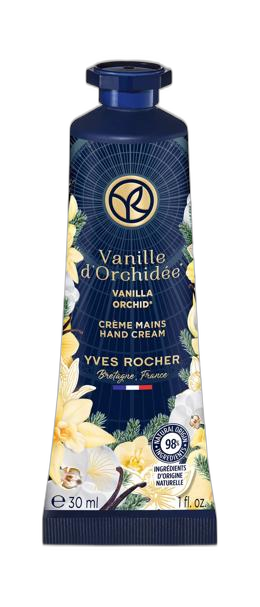 Vanille
d'Orchidée*
VANILLA
ORCHID*
CRÈME MAINS
HAND CREAM
YVES ROCHER
Bretagne, France
NATURAL ORIGIN
98%
INGREDIENTS
INGRÉDIENTS
D'ORIGINE
NATURELLE
℮ 30 ml
1 fl. oz.